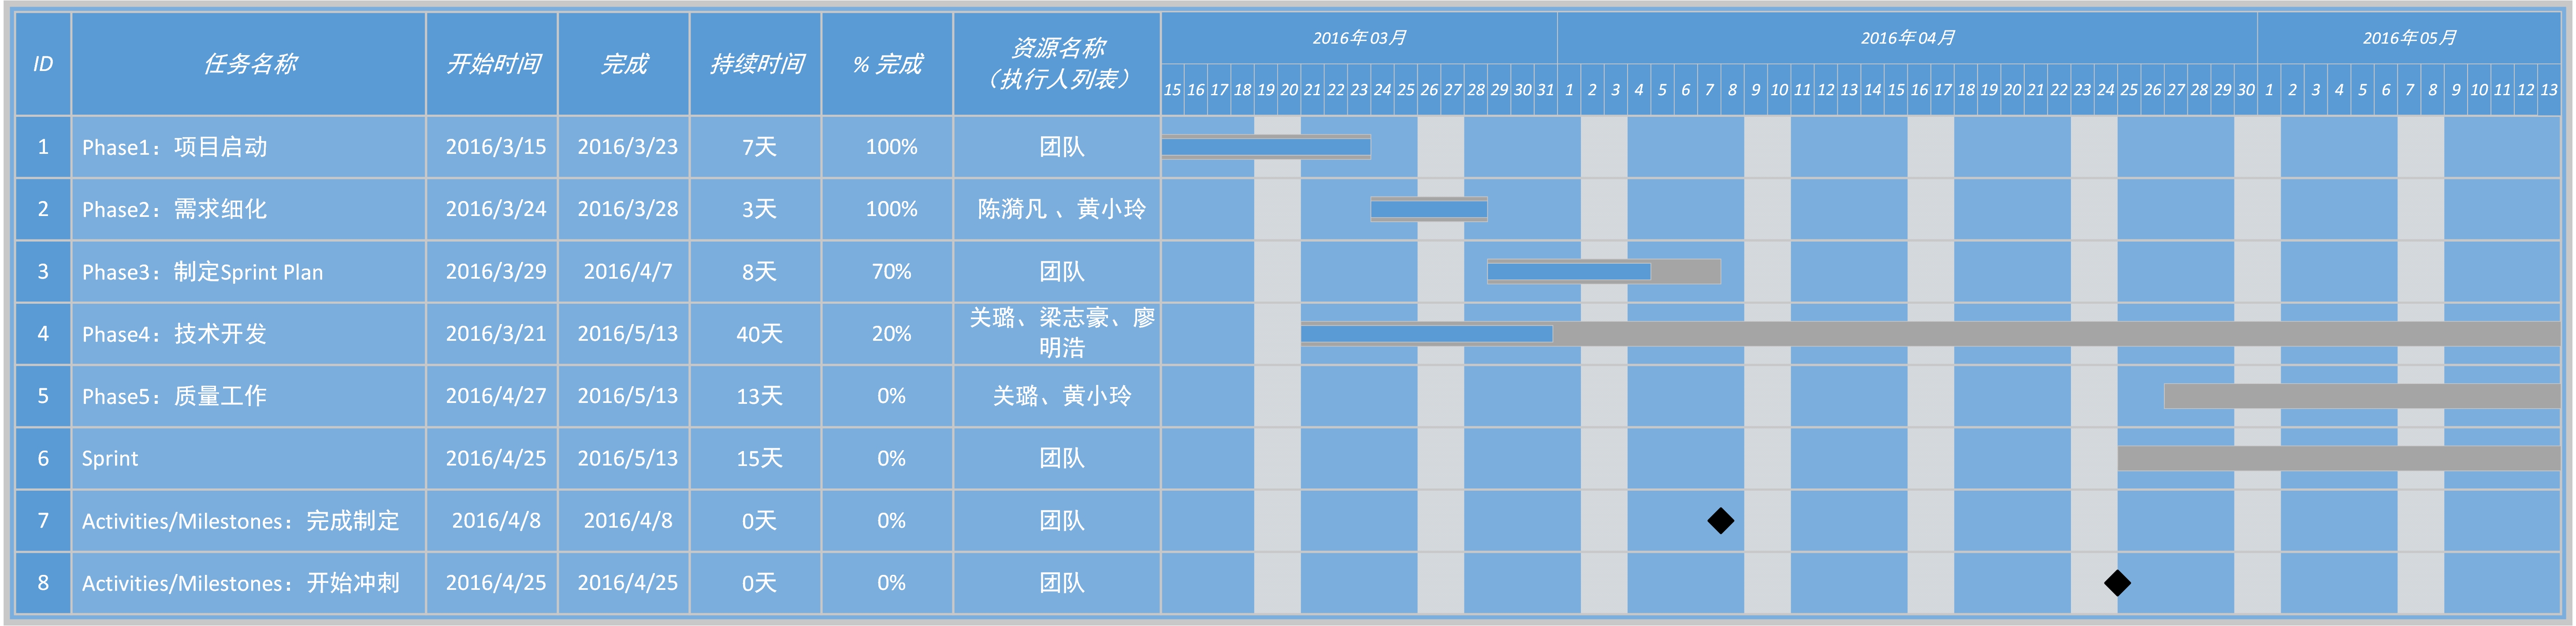 ID 任务名称 开始时间 完成 持续时间 % 完成 资源名称
（执行人列表）
2016年03月 2016年04月 2016年05月
15 16 17 18 19 20 21 22 23 24 25 26 27 28 29 30 31 1 2 3 4 5 6 7 8 9 10 11 12 13 14 15 16 17 18 19 20 21 22 23 24 25 26 27 28 29 30 1 2 3 4 5 6 7 8 9 10 11 12 13
1 Phase1：项目启动 2016/3/15 2016/3/23 7天 100% 团队
2 Phase2：需求细化 2016/3/24 2016/3/28 3天 100% 陈漪凡 、黄小玲
3 Phase3：制定Sprint Plan 2016/3/29 2016/4/7 8天 70% 团队
4 Phase4：技术开发 2016/3/21 2016/5/13 40天 20% 关璐、梁志豪、廖
明浩
5 Phase5：质量工作 2016/4/27 2016/5/13 13天 0% 关璐、黄小玲
6 Sprint 2016/4/25 2016/5/13 15天 0% 团队
7 Activities/Milestones：完成制定 2016/4/8 2016/4/8 0天 0% 团队
8 Activities/Milestones：开始冲刺 2016/4/25 2016/4/25 0天 0% 团队